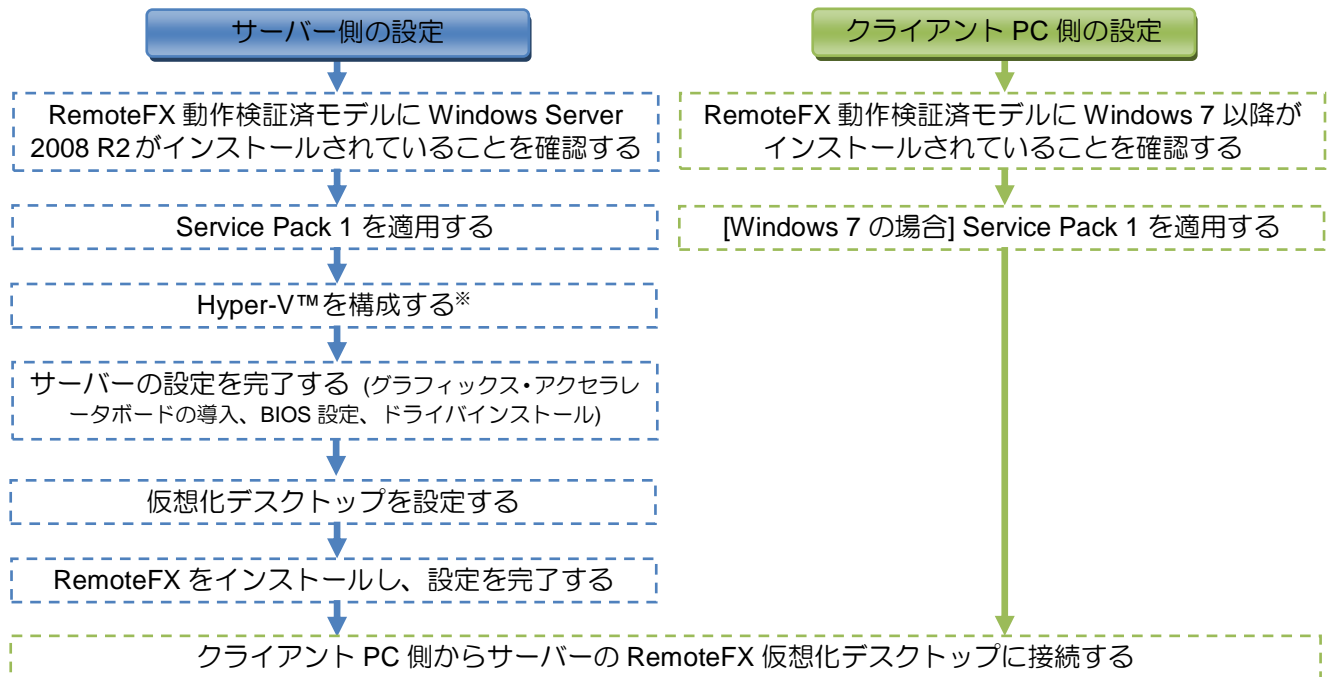 サーバー側の設定
RemoteFX 動作検証済モデルに Windows Server
2008 R2 がインストールされていることを確認する
Service Pack 1 を適用する
Hyper-V™を構成する※
サーバーの設定を完了する (グラフィックス・アクセラレ
ータボードの導入、BIOS 設定、ドライバインストール)
仮想化デスクトップを設定する
RemoteFX をインストールし、設定を完了する
クライアント PC 側の設定
RemoteFX 動作検証済モデルに Windows 7 以降が
インストールされていることを確認する
[Windows 7 の場合] Service Pack 1 を適用する
クライアント PC 側からサーバーの RemoteFX 仮想化デスクトップに接続する